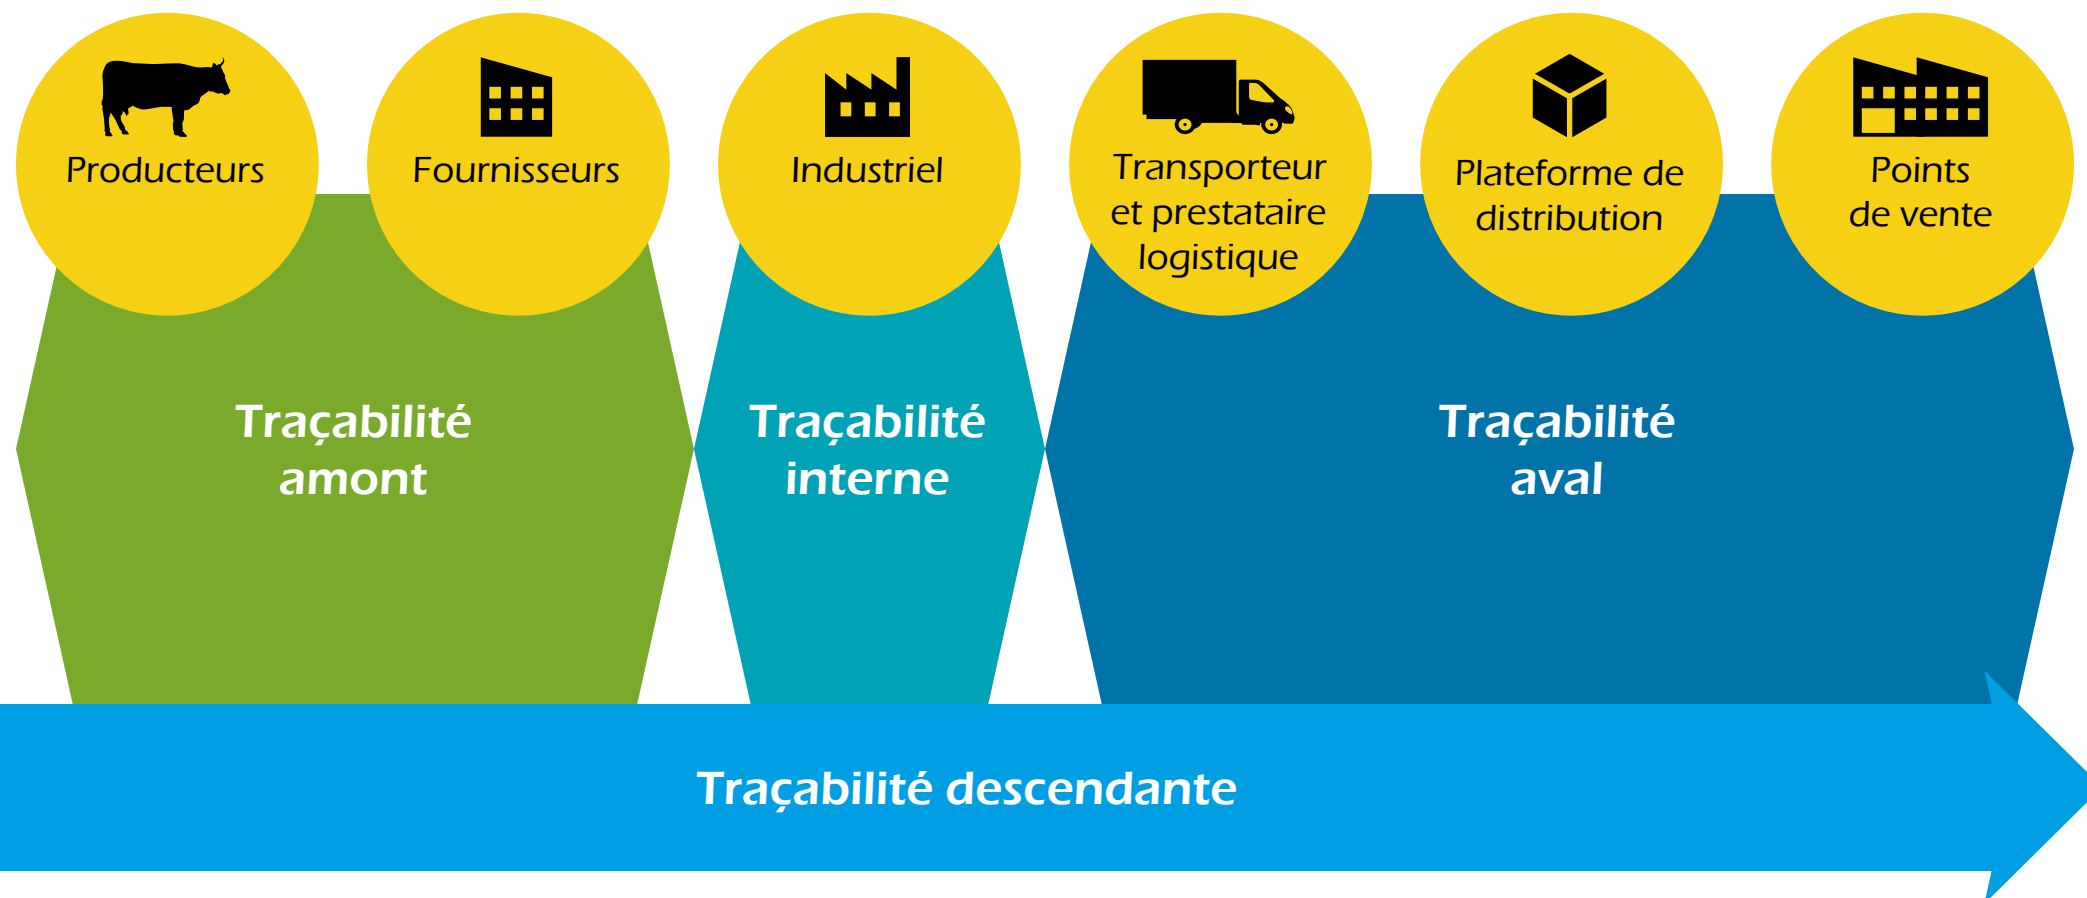 Producteurs
Fournisseurs
Industriel
Transporteur
et prestataire
logistique
Plateforme de
distribution
Points
de vente
Traçabilité
amont
Traçabilité
interne
Traçabilité
aval
Traçabilité descendante